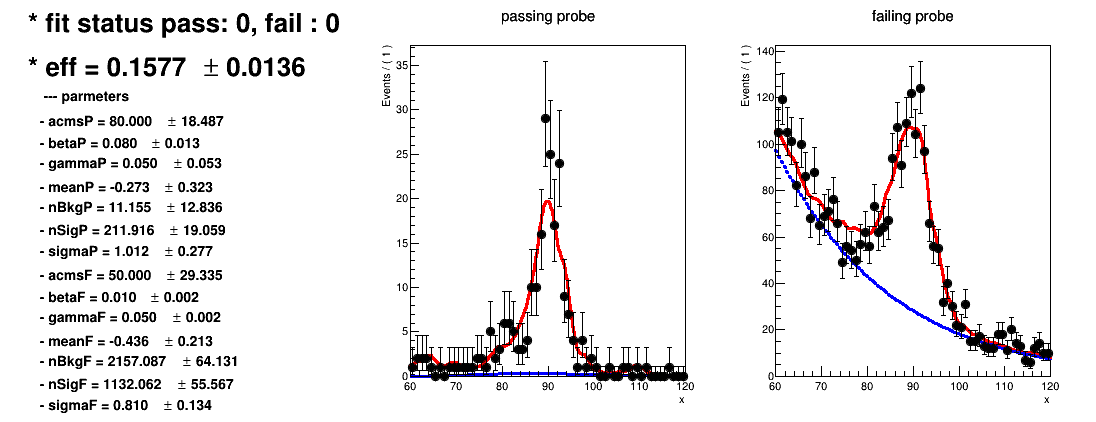 * fit status pass: 0, fail : 0
* eff = 0.1577 ± 0.0136
--- parmeters
- acmsP = 80.000 ± 18.487
- betaP = 0.080 ± 0.013
- gammaP = 0.050 ± 0.053
- meanP = -0.273 ± 0.323
- nBkgP = 11.155 ± 12.836
- nSigP = 211.916 ± 19.059
- sigmaP = 1.012 ± 0.277
- acmsF = 50.000 ± 29.335
- betaF = 0.010 ± 0.002
- gammaF = 0.050 ± 0.002
- meanF = -0.436 ± 0.213
- nBkgF = 2157.087 ± 64.131
- nSigF = 1132.062 ± 55.567
- sigmaF = 0.810 ± 0.134
passing probe
Events / ( 1 )
35
30
25
20
15
10
5
0
60 70 80 90 100 110 120
x
failing probe
Events / ( 1 )
140
120
100
80
60
40
20
0
60 70 80 90 100 110 120
x